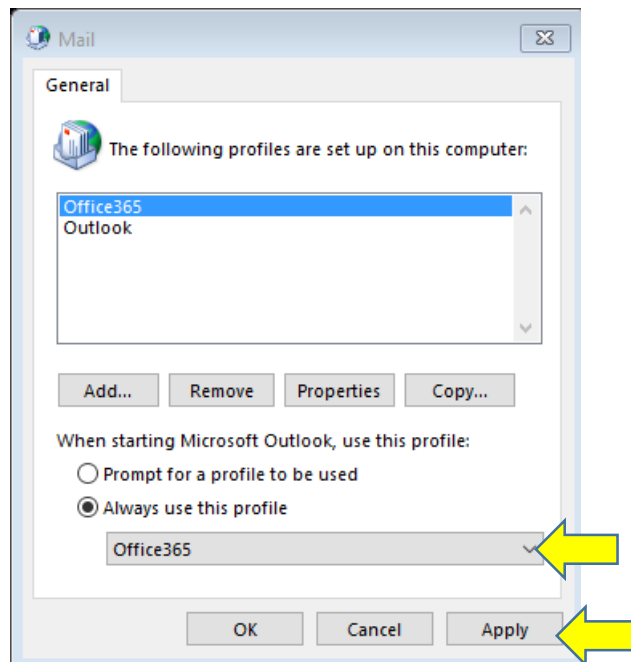 Mail
General
The following profiles are set up on this computer:
Office365
Outlook
Add... Remove Properties Copy...
When starting Microsoft Outlook, use this profile:
Prompt for a profile to be used
Always use this profile
Office365
OK Cancel Apply